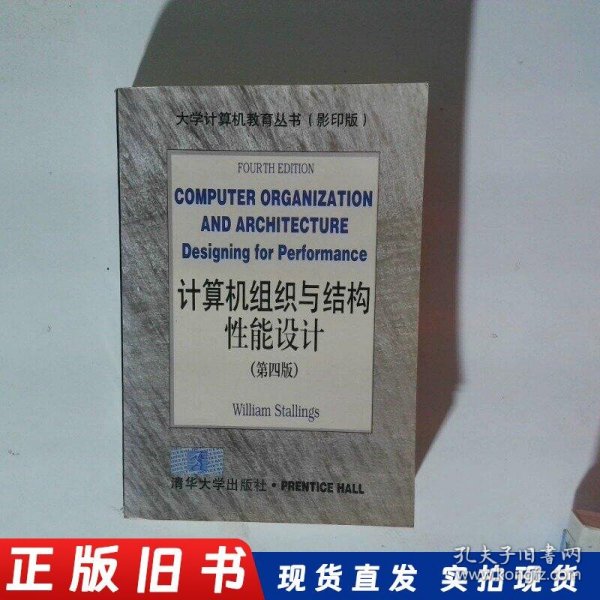 大学计算机教育丛书（影印版）
FOURTH EDITION
COMPUTER ORGANIZATION
AND ARCHITECTURE
Designing for Performance
计算机组织与结构
性能设计
（第四版）
William Stallings
清华大学出版社·PRENTICE HALL
孔夫子旧书网
www.kongfz.com
正版旧书 现货直发 实拍现货